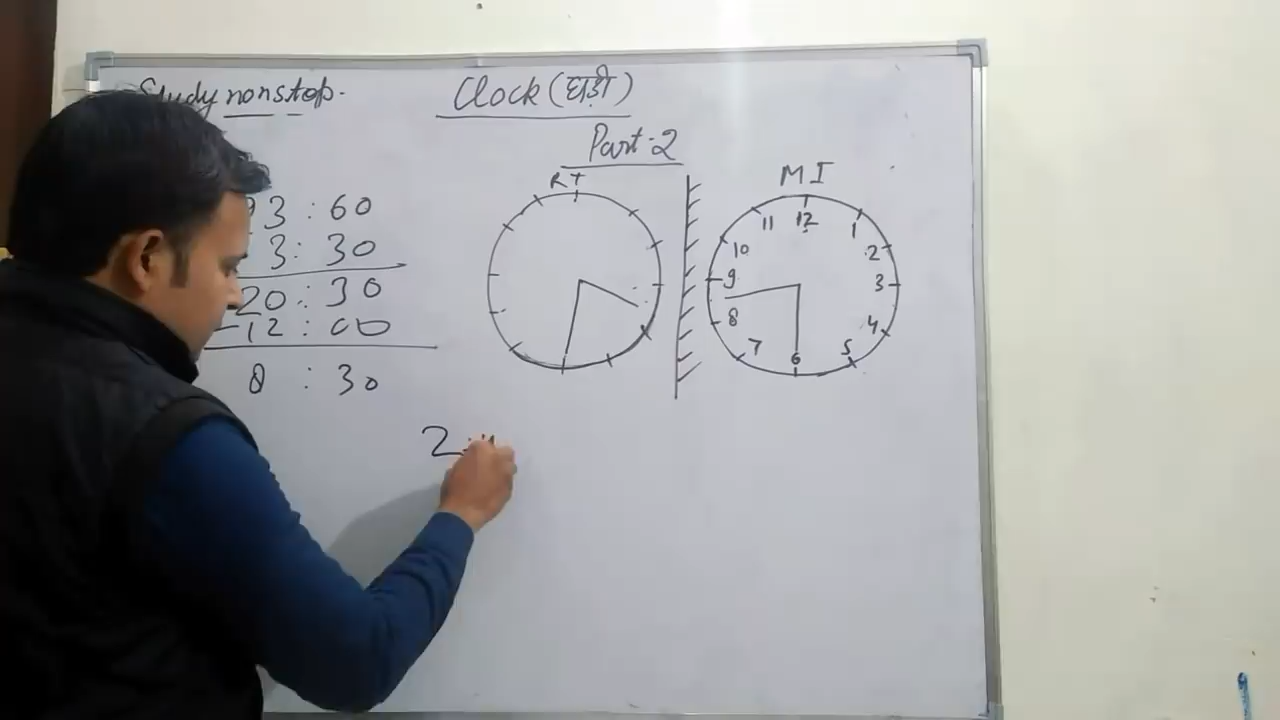 Study nonstop.
Clock (घड़ी)
Part-2
RT
MI
3 : 60
3: 30
20: 30
-12: 00
8 : 30
12
1
2
3
4
5
6
7
8
9
10
11
2: